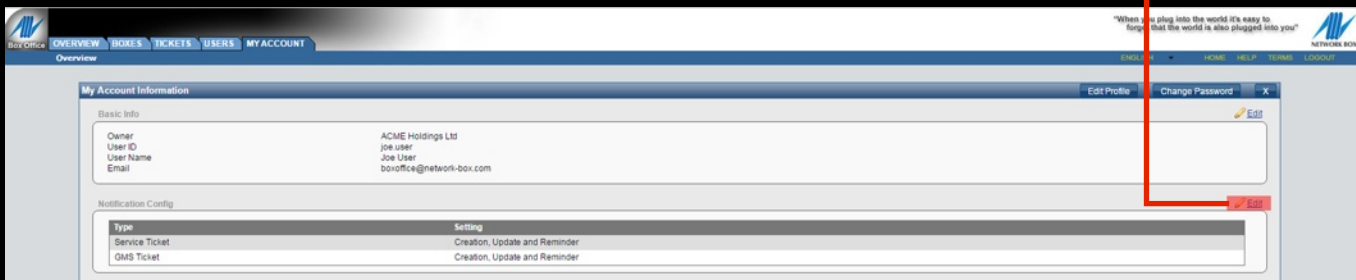 "When you plug into the world it's easy to
forget that the world is also plugged into you"
NETWORK BOX
Box Office OVERVIEW BOXES TICKETS USERS MY ACCOUNT
Overview ENGLISH HOME HELP TERMS LOGOUT
My Account Information Edit Profile Change Password X
Basic Info Edit
Owner ACME Holdings Ltd
User ID joe.user
User Name Joe User
Email boxoffice@network-box.com
Notification Config Edit
Type Setting
Service Ticket Creation, Update and Reminder
GMS Ticket Creation, Update and Reminder